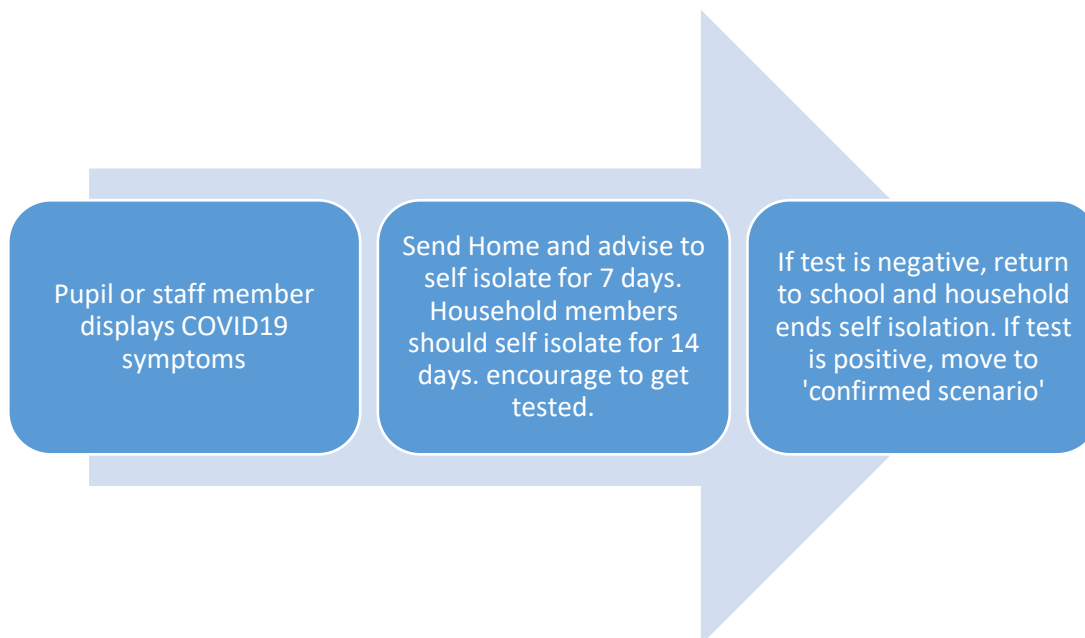 Pupil or staff member
displays COVID19
symptoms
Send Home and advise to
self isolate for 7 days.
Household members
should self isolate for 14
days. encourage to get
tested.
If test is negative, return
to school and household
ends self isolation. If test
is positive, move to
'confirmed scenario'